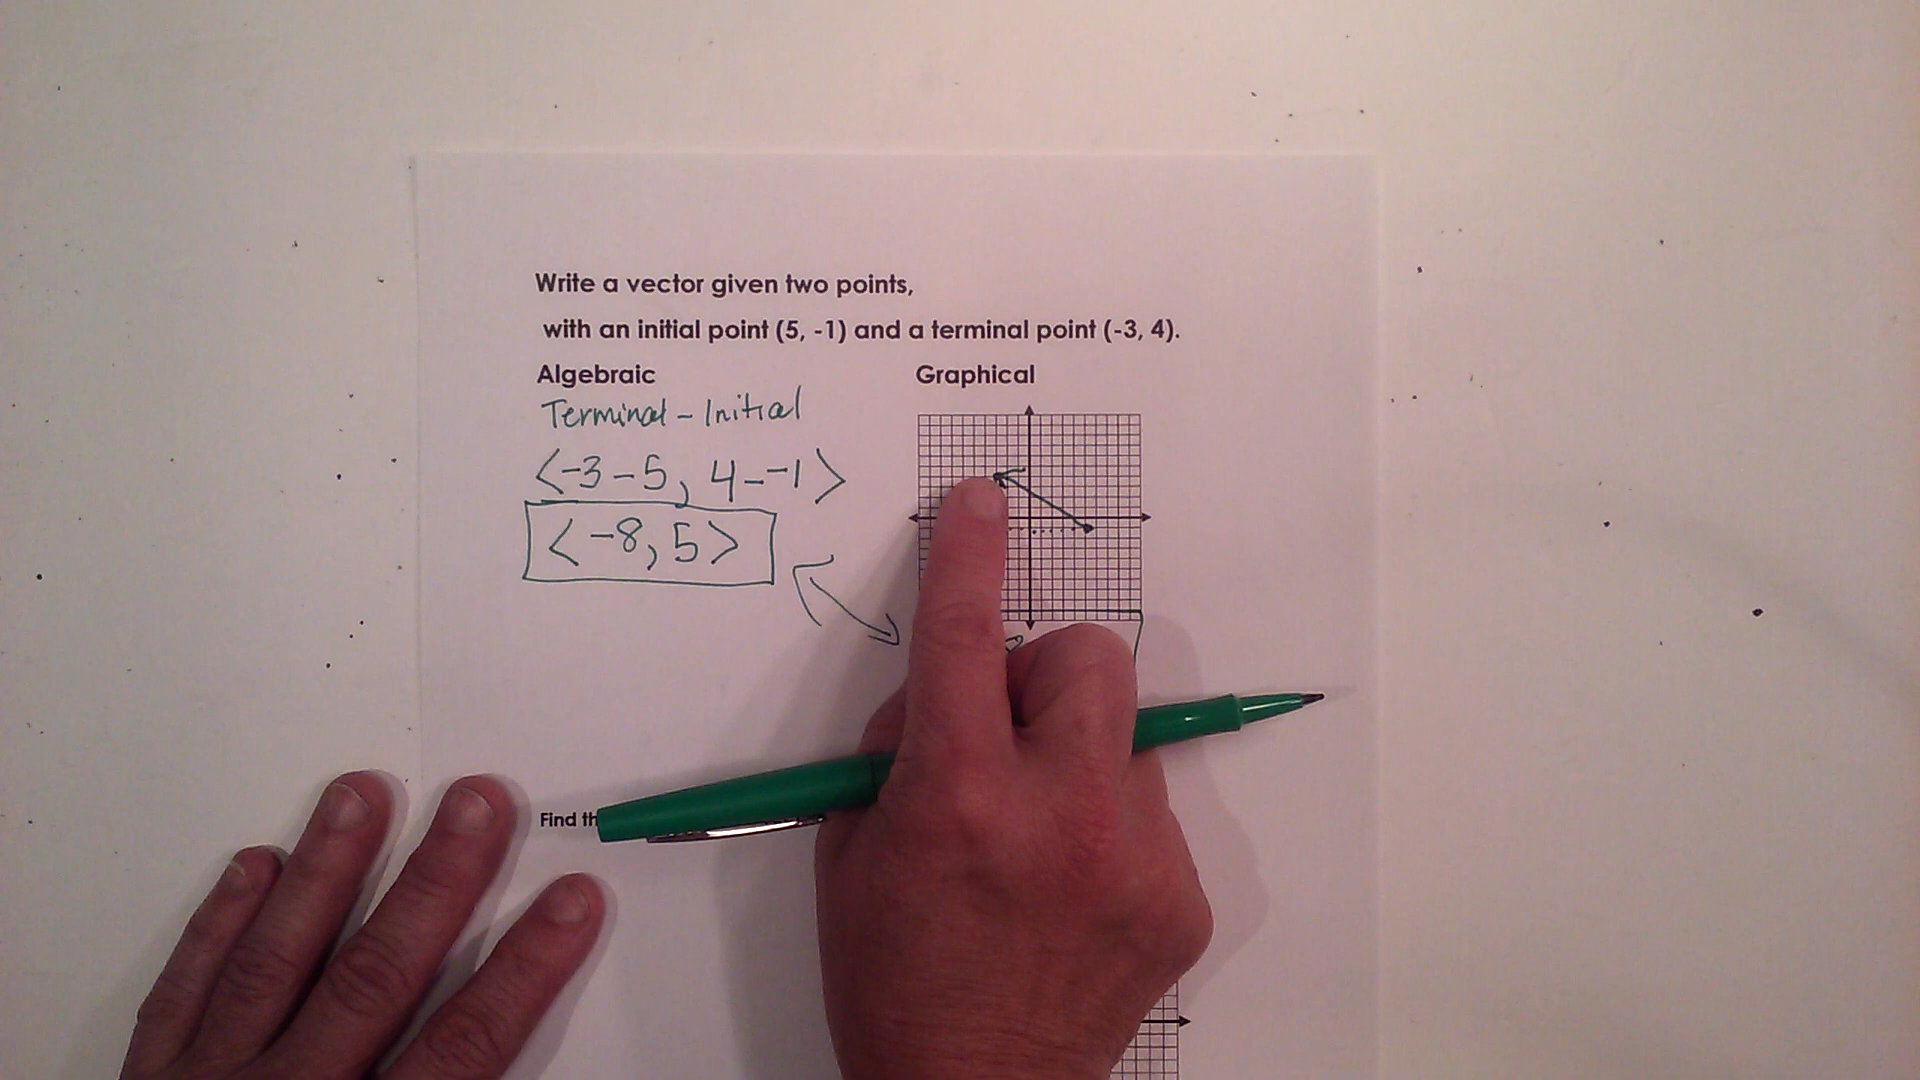 Write a vector given two points,
with an initial point (5, -1) and a terminal point (-3, 4).
Algebraic
Terminal - Initial
<-3-5, 4--1>
<-8, 5>
Graphical
Find